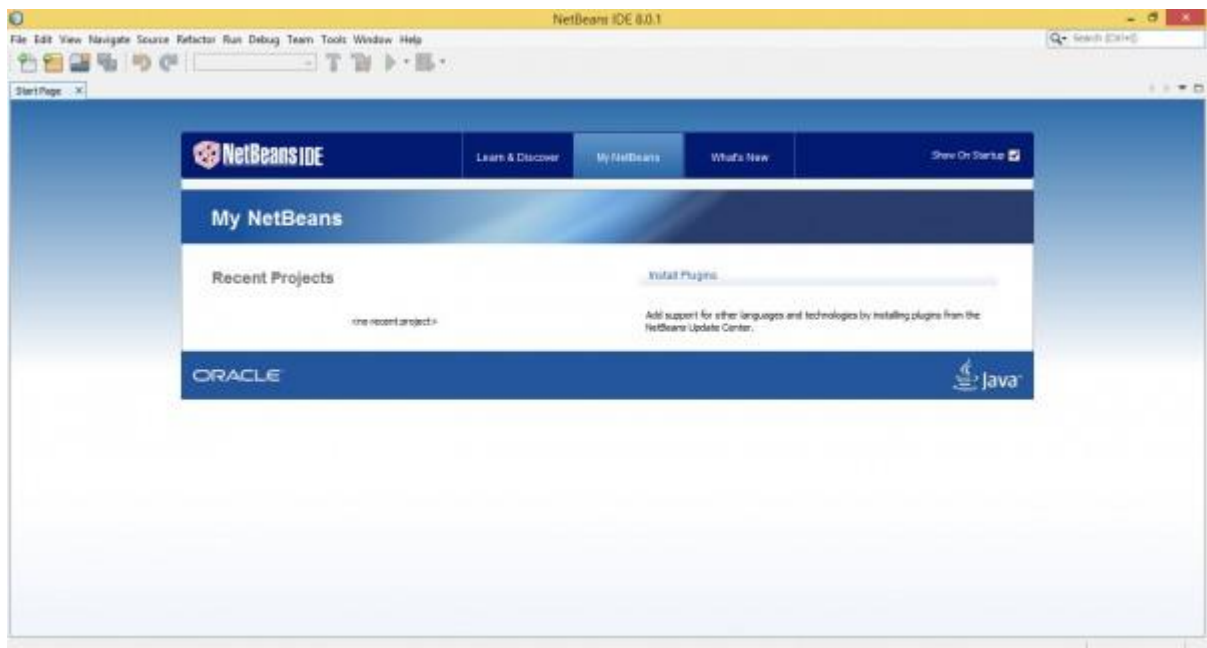 NetBeans IDE 8.0.1
File Edit View Navigate Source Refactor Run Debug Team Tools Window Help
Search (Ctrl+I)
Start Page
NetBeans IDE
Learn & Discover
My NetBeans
What's New
Show On Startup
My NetBeans
Recent Projects
<no recent project>
Install Plugins
Add support for other languages and technologies by installing plugins from the
NetBeans Update Center.
ORACLE
Java